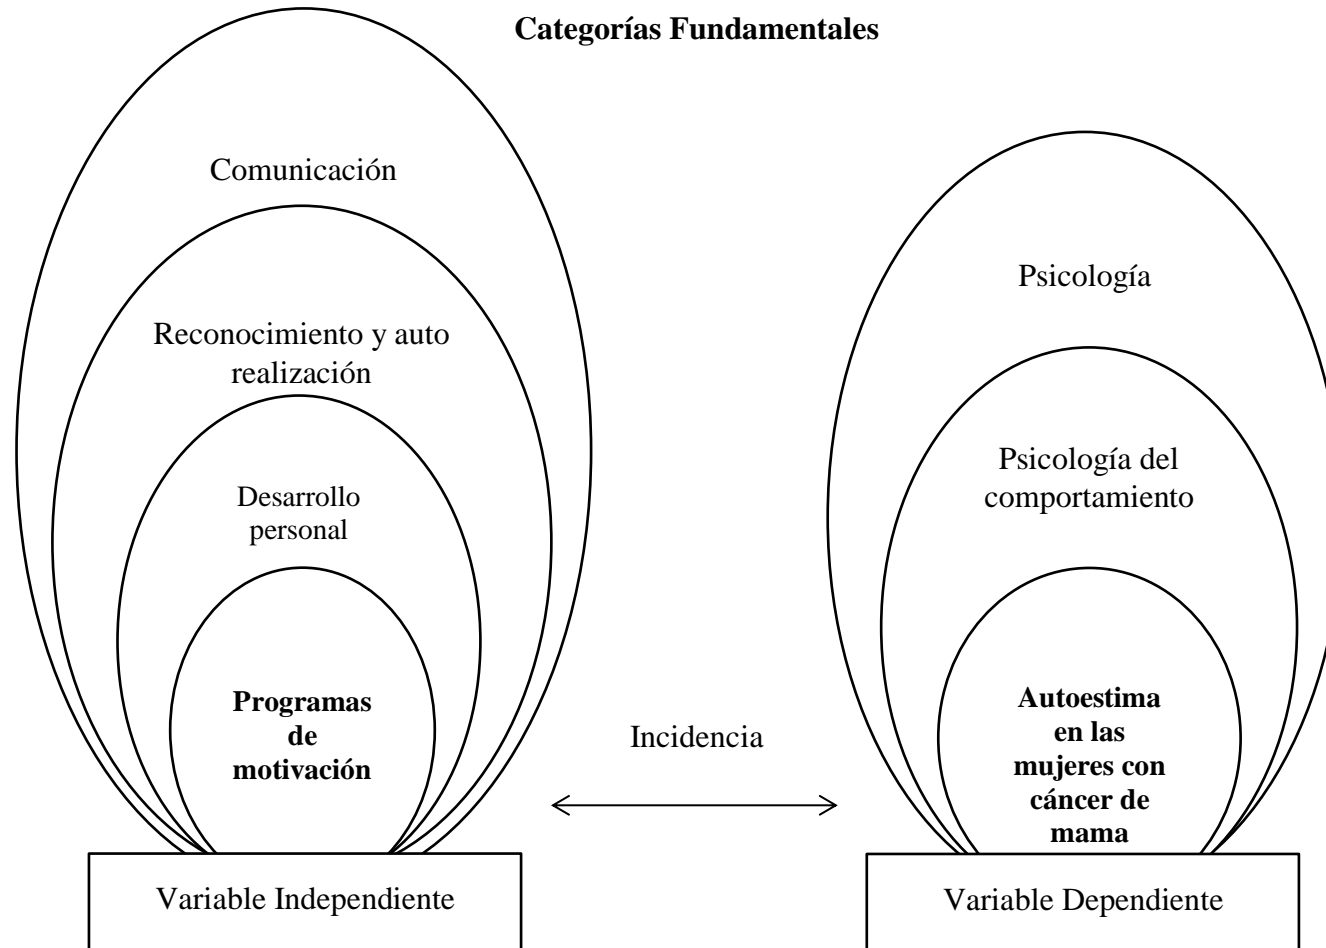 Categorías Fundamentales
Comunicación
Reconocimiento y auto
realización
Desarrollo
personal
Programas
de
motivación
Variable Independiente
Incidencia
Psicología
Psicología del
comportamiento
Autoestima
en las
mujeres con
cáncer de
mama
Variable Dependiente